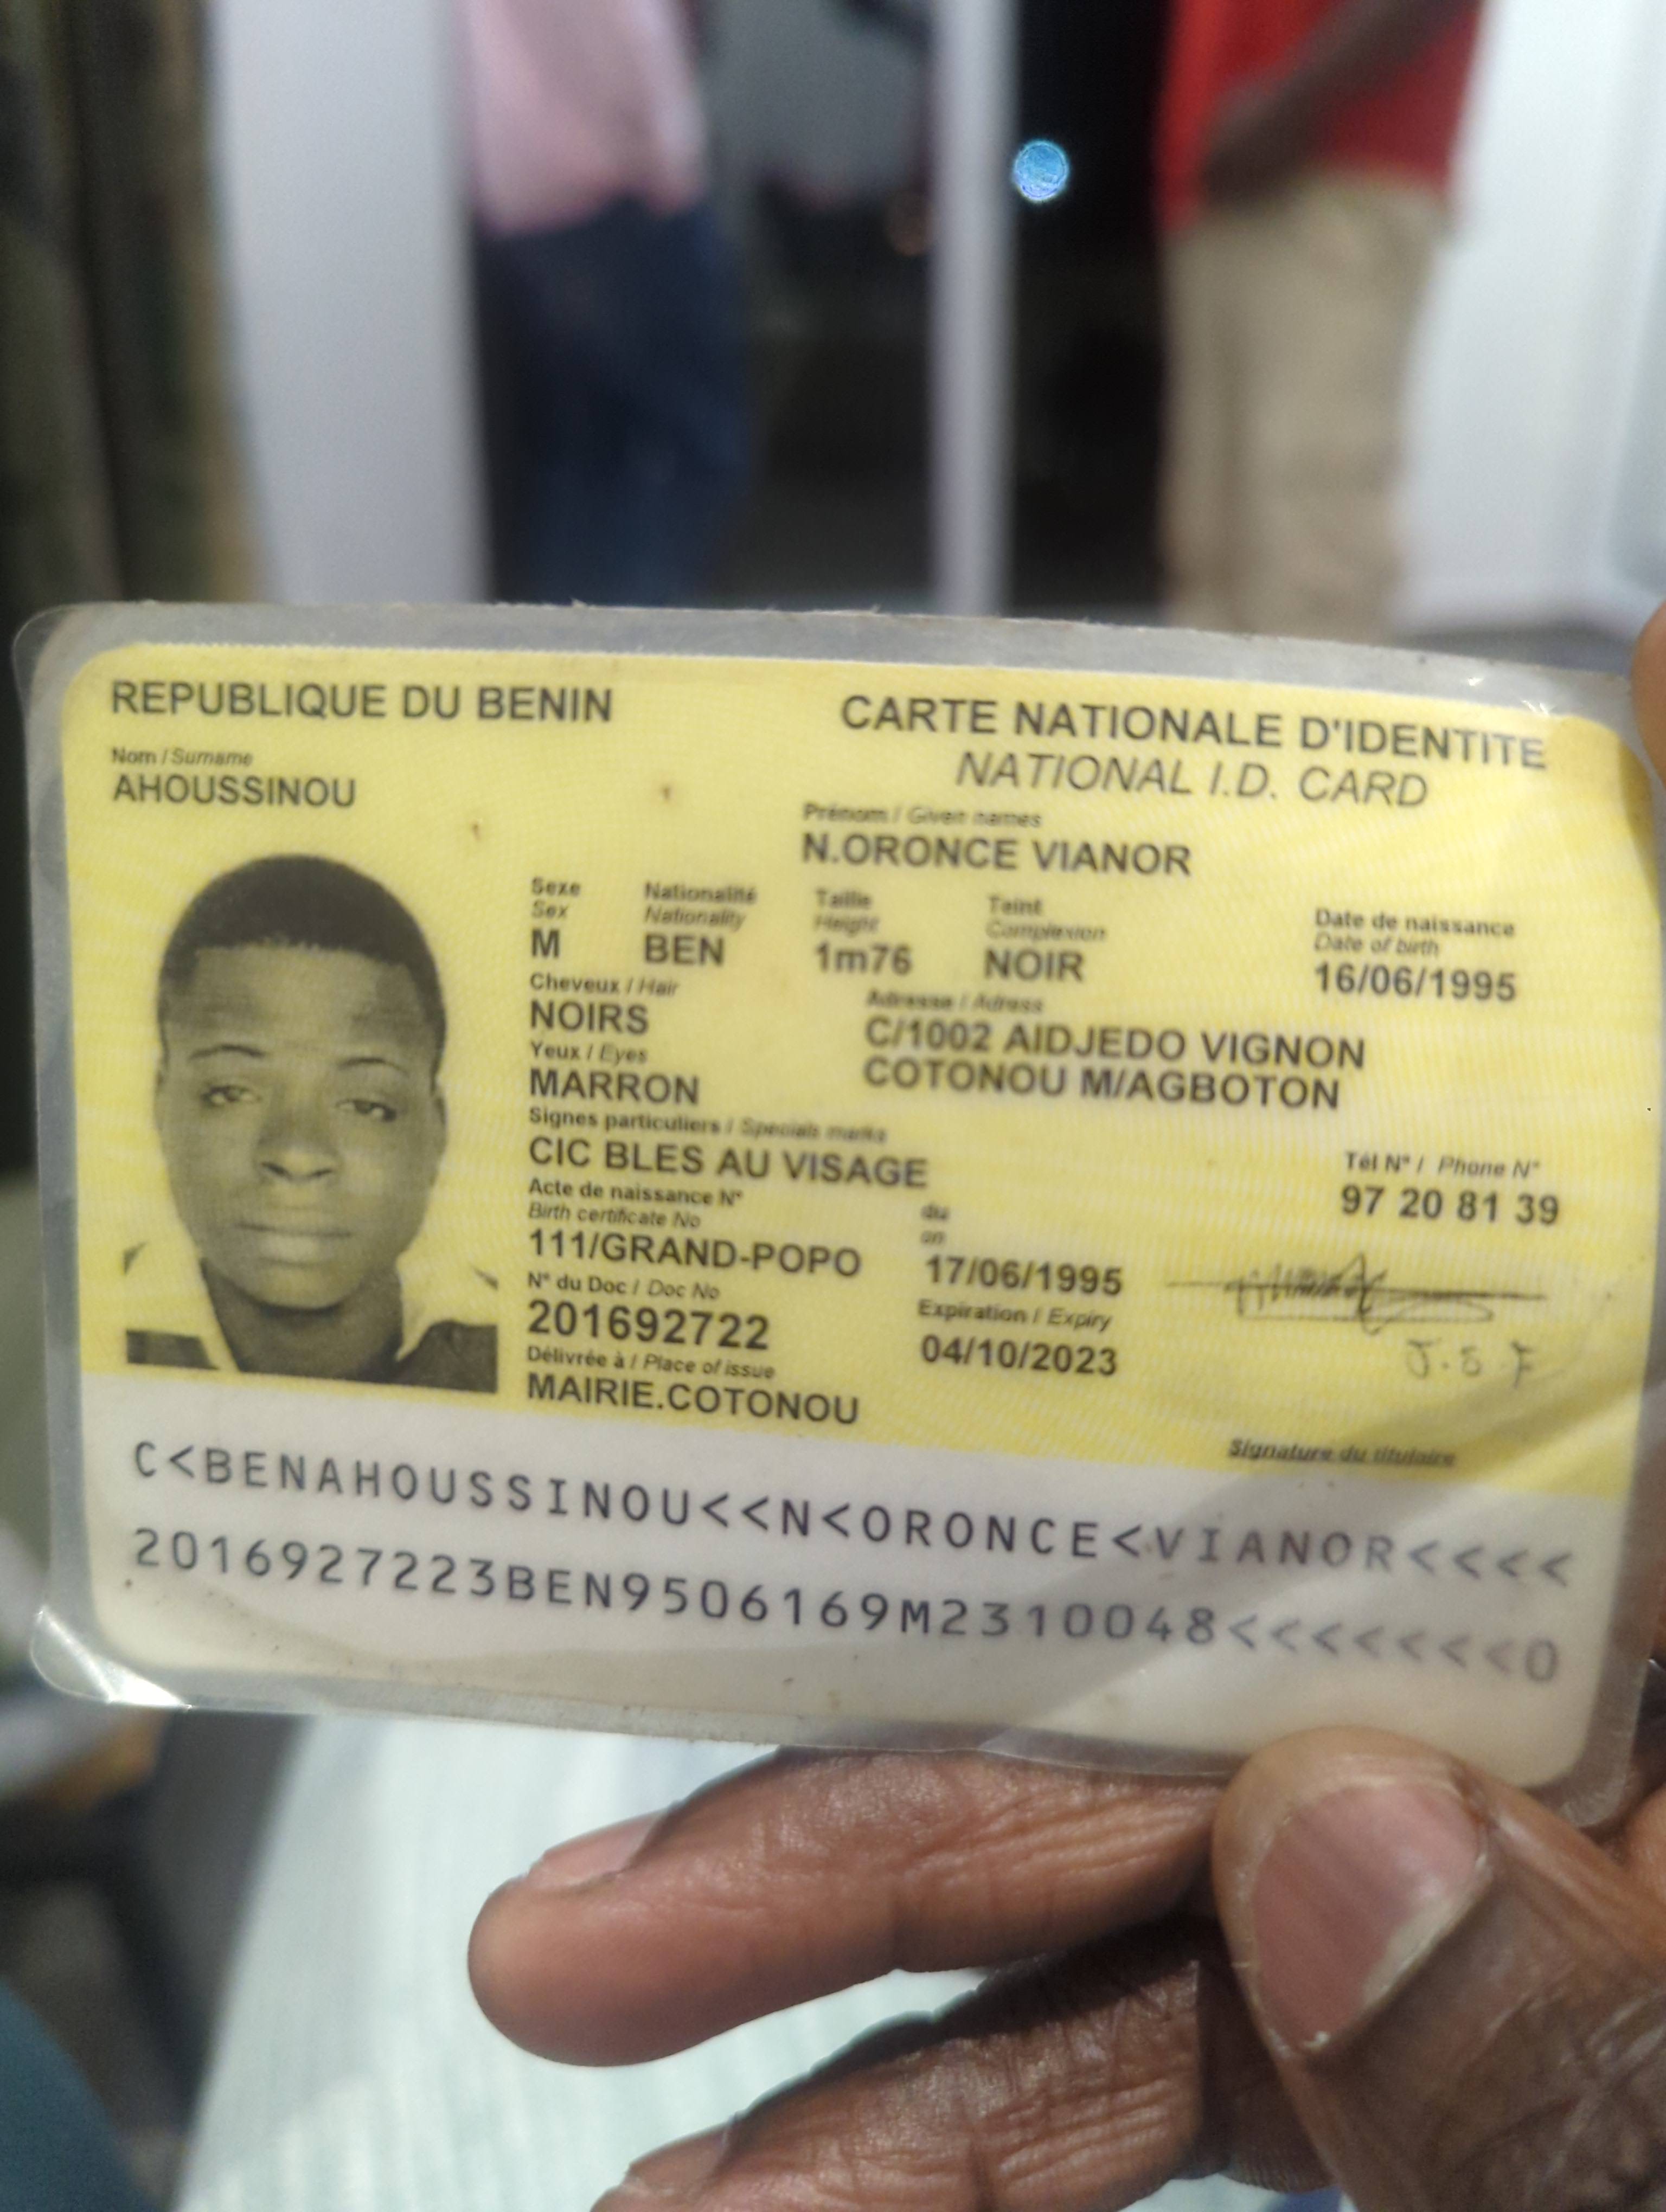 REPUBLIQUE DU BENIN
CARTE NATIONALE D'IDENTITE
NATIONAL I.D. CARD
Nom / Surname
AHOUSSINOU
Prénom / Given names
N.ORONCE VIANOR
Sexe Nationalité Taille Teint Date de naissance
Sex Nationality Height Complexion Date of birth
M BEN 1m76 NOIR 16/06/1995
Cheveux / Hair
NOIRS
Adresse / Adress
C/1002 AIDJEDO VIGNON
COTONOU M/AGBOTON
Yeux / Eyes
MARRON
Signes particuliers / Specials marks
CIC BLES AU VISAGE
Tél N° / Phone N°
97 20 81 39
Acte de naissance N° du
Birth certificate No on
111/GRAND-POPO 17/06/1995
N° du Doc / Doc No
201692722
Expiration / Expiry
04/10/2023
J.S.F
Délivrée à / Place of issue
MAIRIE.COTONOU
Signature du titulaire
C<BENAHOUSSINOU<<N<ORONCE<VIANOR<<<<
2016927223BEN9506169M2310048<<<<<<<<0